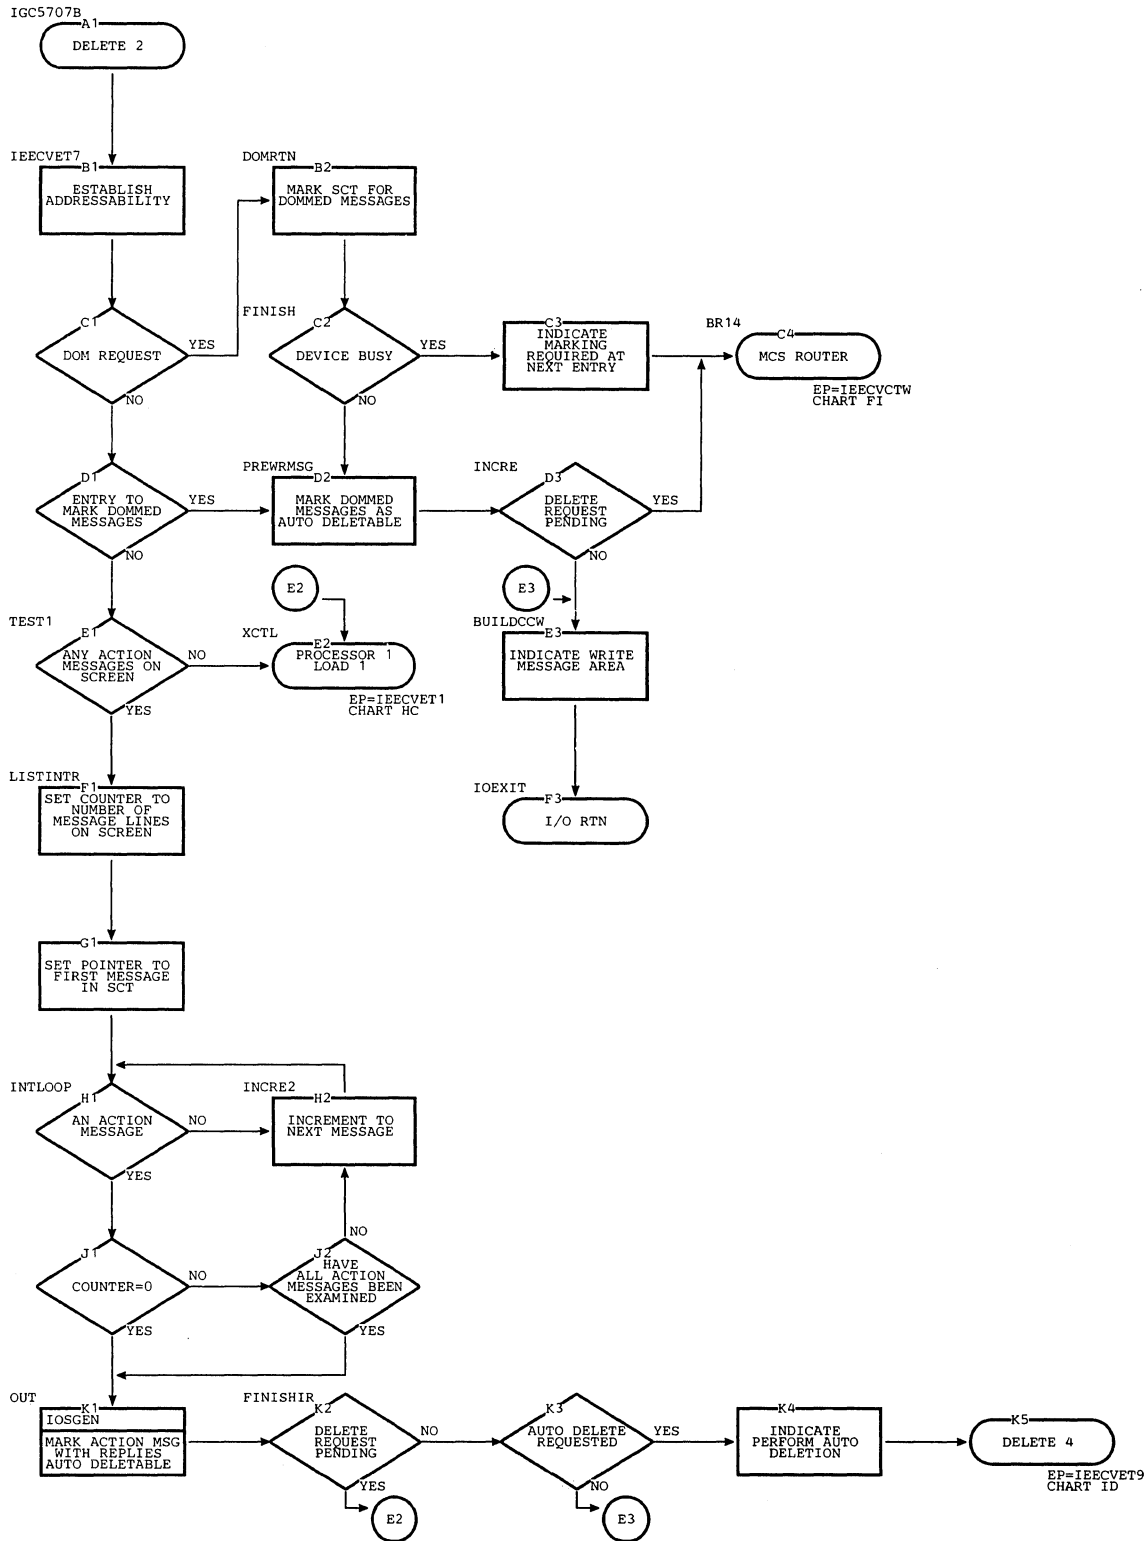 IGC5707B
A1
DELETE 2
IEECVET7
B1
ESTABLISH
ADDRESSABILITY
DOMRTN
B2
MARK SCT FOR
DOMMED MESSAGES
C1
DOM REQUEST
YES
NO
FINISH
C2
DEVICE BUSY
YES
NO
C3
INDICATE
MARKING
REQUIRED AT
NEXT ENTRY
BR14
C4
MCS ROUTER
EP=IEECVCTW
CHART FI
D1
ENTRY TO
MARK DOMMED
MESSAGES
YES
NO
PREWRMSG
D2
MARK DOMMED
MESSAGES AS
AUTO DELETABLE
INCRE
D3
DELETE
REQUEST
PENDING
YES
NO
E2
E3
TEST1
E1
ANY ACTION
MESSAGES ON
SCREEN
NO
YES
XCTL
E2
PROCESSOR 1
LOAD 1
EP=IEECVET1
CHART HC
BUILDCCW
E3
INDICATE WRITE
MESSAGE AREA
LISTINTR
F1
SET COUNTER TO
NUMBER OF
MESSAGE LINES
ON SCREEN
IOEXIT
F3
I/O RTN
G1
SET POINTER TO
FIRST MESSAGE
IN SCT
INTLOOP
H1
AN ACTION
MESSAGE
NO
YES
INCRE2
H2
INCREMENT TO
NEXT MESSAGE
J1
COUNTER=0
NO
YES
NO
J2
HAVE
ALL ACTION
MESSAGES BEEN
EXAMINED
YES
OUT
K1
IOSGEN
MARK ACTION MSG
WITH REPLIES
AUTO DELETABLE
FINISHIR
K2
DELETE
REQUEST
PENDING
NO
YES
E2
K3
AUTO DELETE
REQUESTED
YES
NO
E3
K4
INDICATE
PERFORM AUTO
DELETION
K5
DELETE 4
EP=IEECVET9
CHART ID